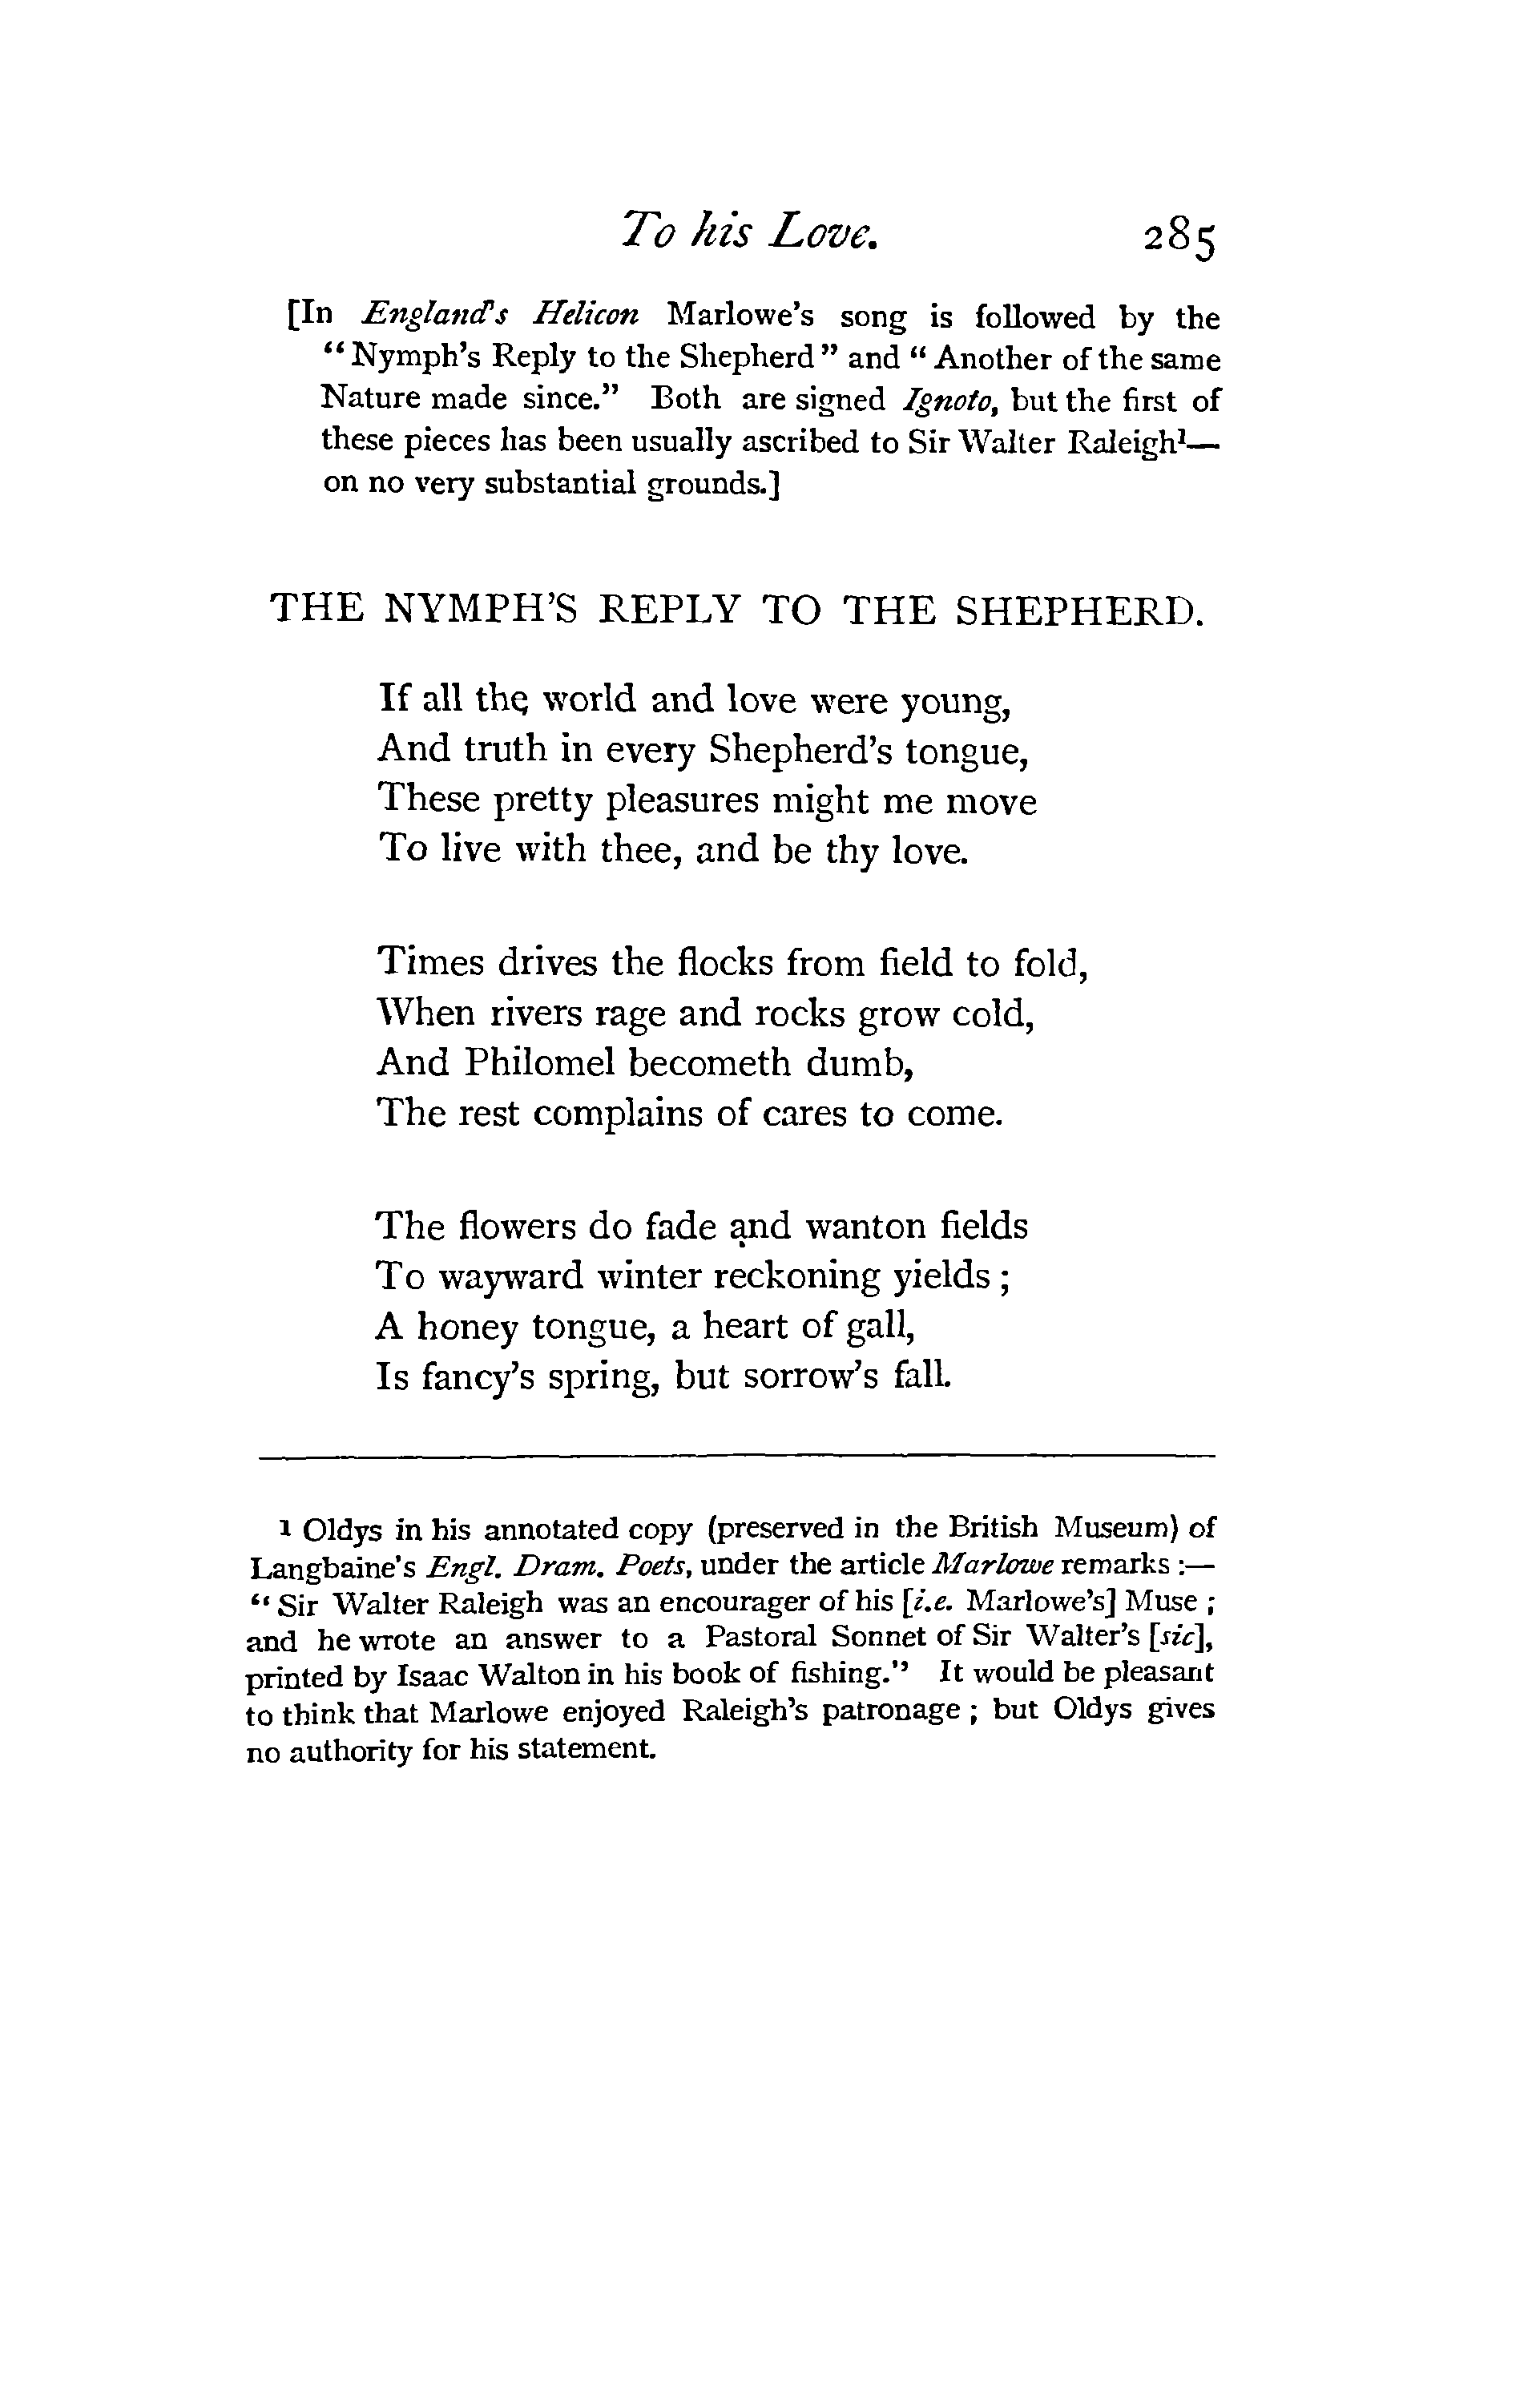 To his Love. 285
[In England's Helicon Marlowe's song is followed by the
“Nymph's Reply to the Shepherd” and “Another of the same
Nature made since.” Both are signed Ignoto, but the first of
these pieces has been usually ascribed to Sir Walter Raleigh¹—
on no very substantial grounds.]
THE NYMPH'S REPLY TO THE SHEPHERD.
If all the world and love were young,
And truth in every Shepherd's tongue,
These pretty pleasures might me move
To live with thee, and be thy love.
Times drives the flocks from field to fold,
When rivers rage and rocks grow cold,
And Philomel becometh dumb,
The rest complains of cares to come.
The flowers do fade and wanton fields
To wayward winter reckoning yields ;
A honey tongue, a heart of gall,
Is fancy's spring, but sorrow's fall.
¹ Oldys in his annotated copy (preserved in the British Museum) of
Langbaine's Engl. Dram. Poets, under the article Marlowe remarks :—
“Sir Walter Raleigh was an encourager of his [i.e. Marlowe's] Muse ;
and he wrote an answer to a Pastoral Sonnet of Sir Walter's [sic],
printed by Isaac Walton in his book of fishing.” It would be pleasant
to think that Marlowe enjoyed Raleigh's patronage ; but Oldys gives
no authority for his statement.